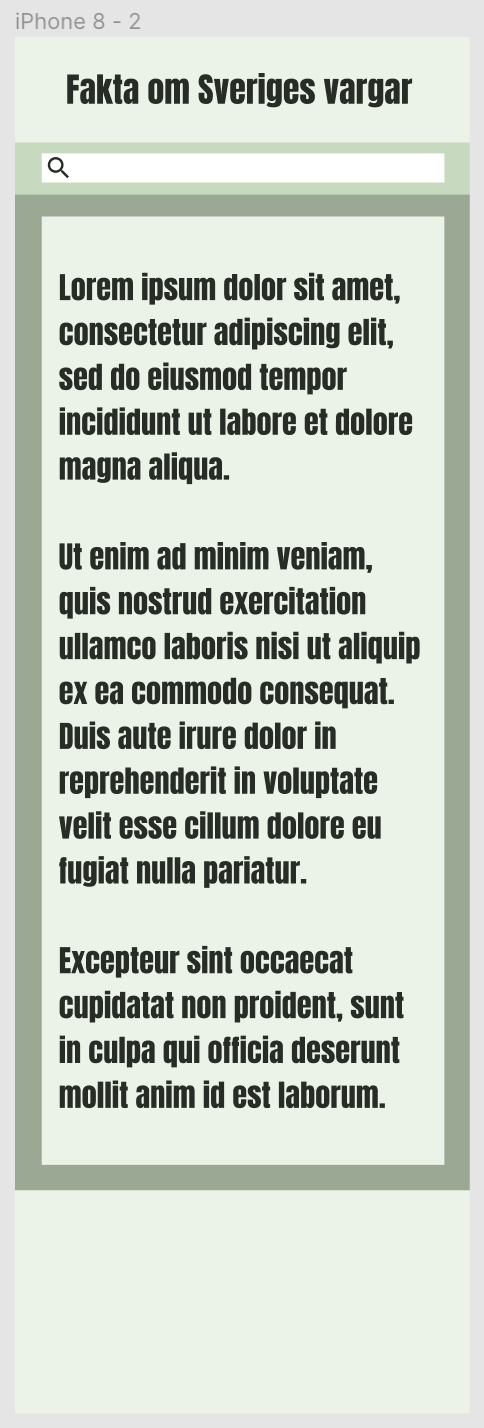 iPhone 8 - 2
Fakta om Sveriges vargar
Lorem ipsum dolor sit amet,
consectetur adipiscing elit,
sed do eiusmod tempor
incididunt ut labore et dolore
magna aliqua.
Ut enim ad minim veniam,
quis nostrud exercitation
ullamco laboris nisi ut aliquip
ex ea commodo consequat.
Duis aute irure dolor in
reprehenderit in voluptate
velit esse cillum dolore eu
fugiat nulla pariatur.
Excepteur sint occaecat
cupidatat non proident, sunt
in culpa qui officia deserunt
mollit anim id est laborum.